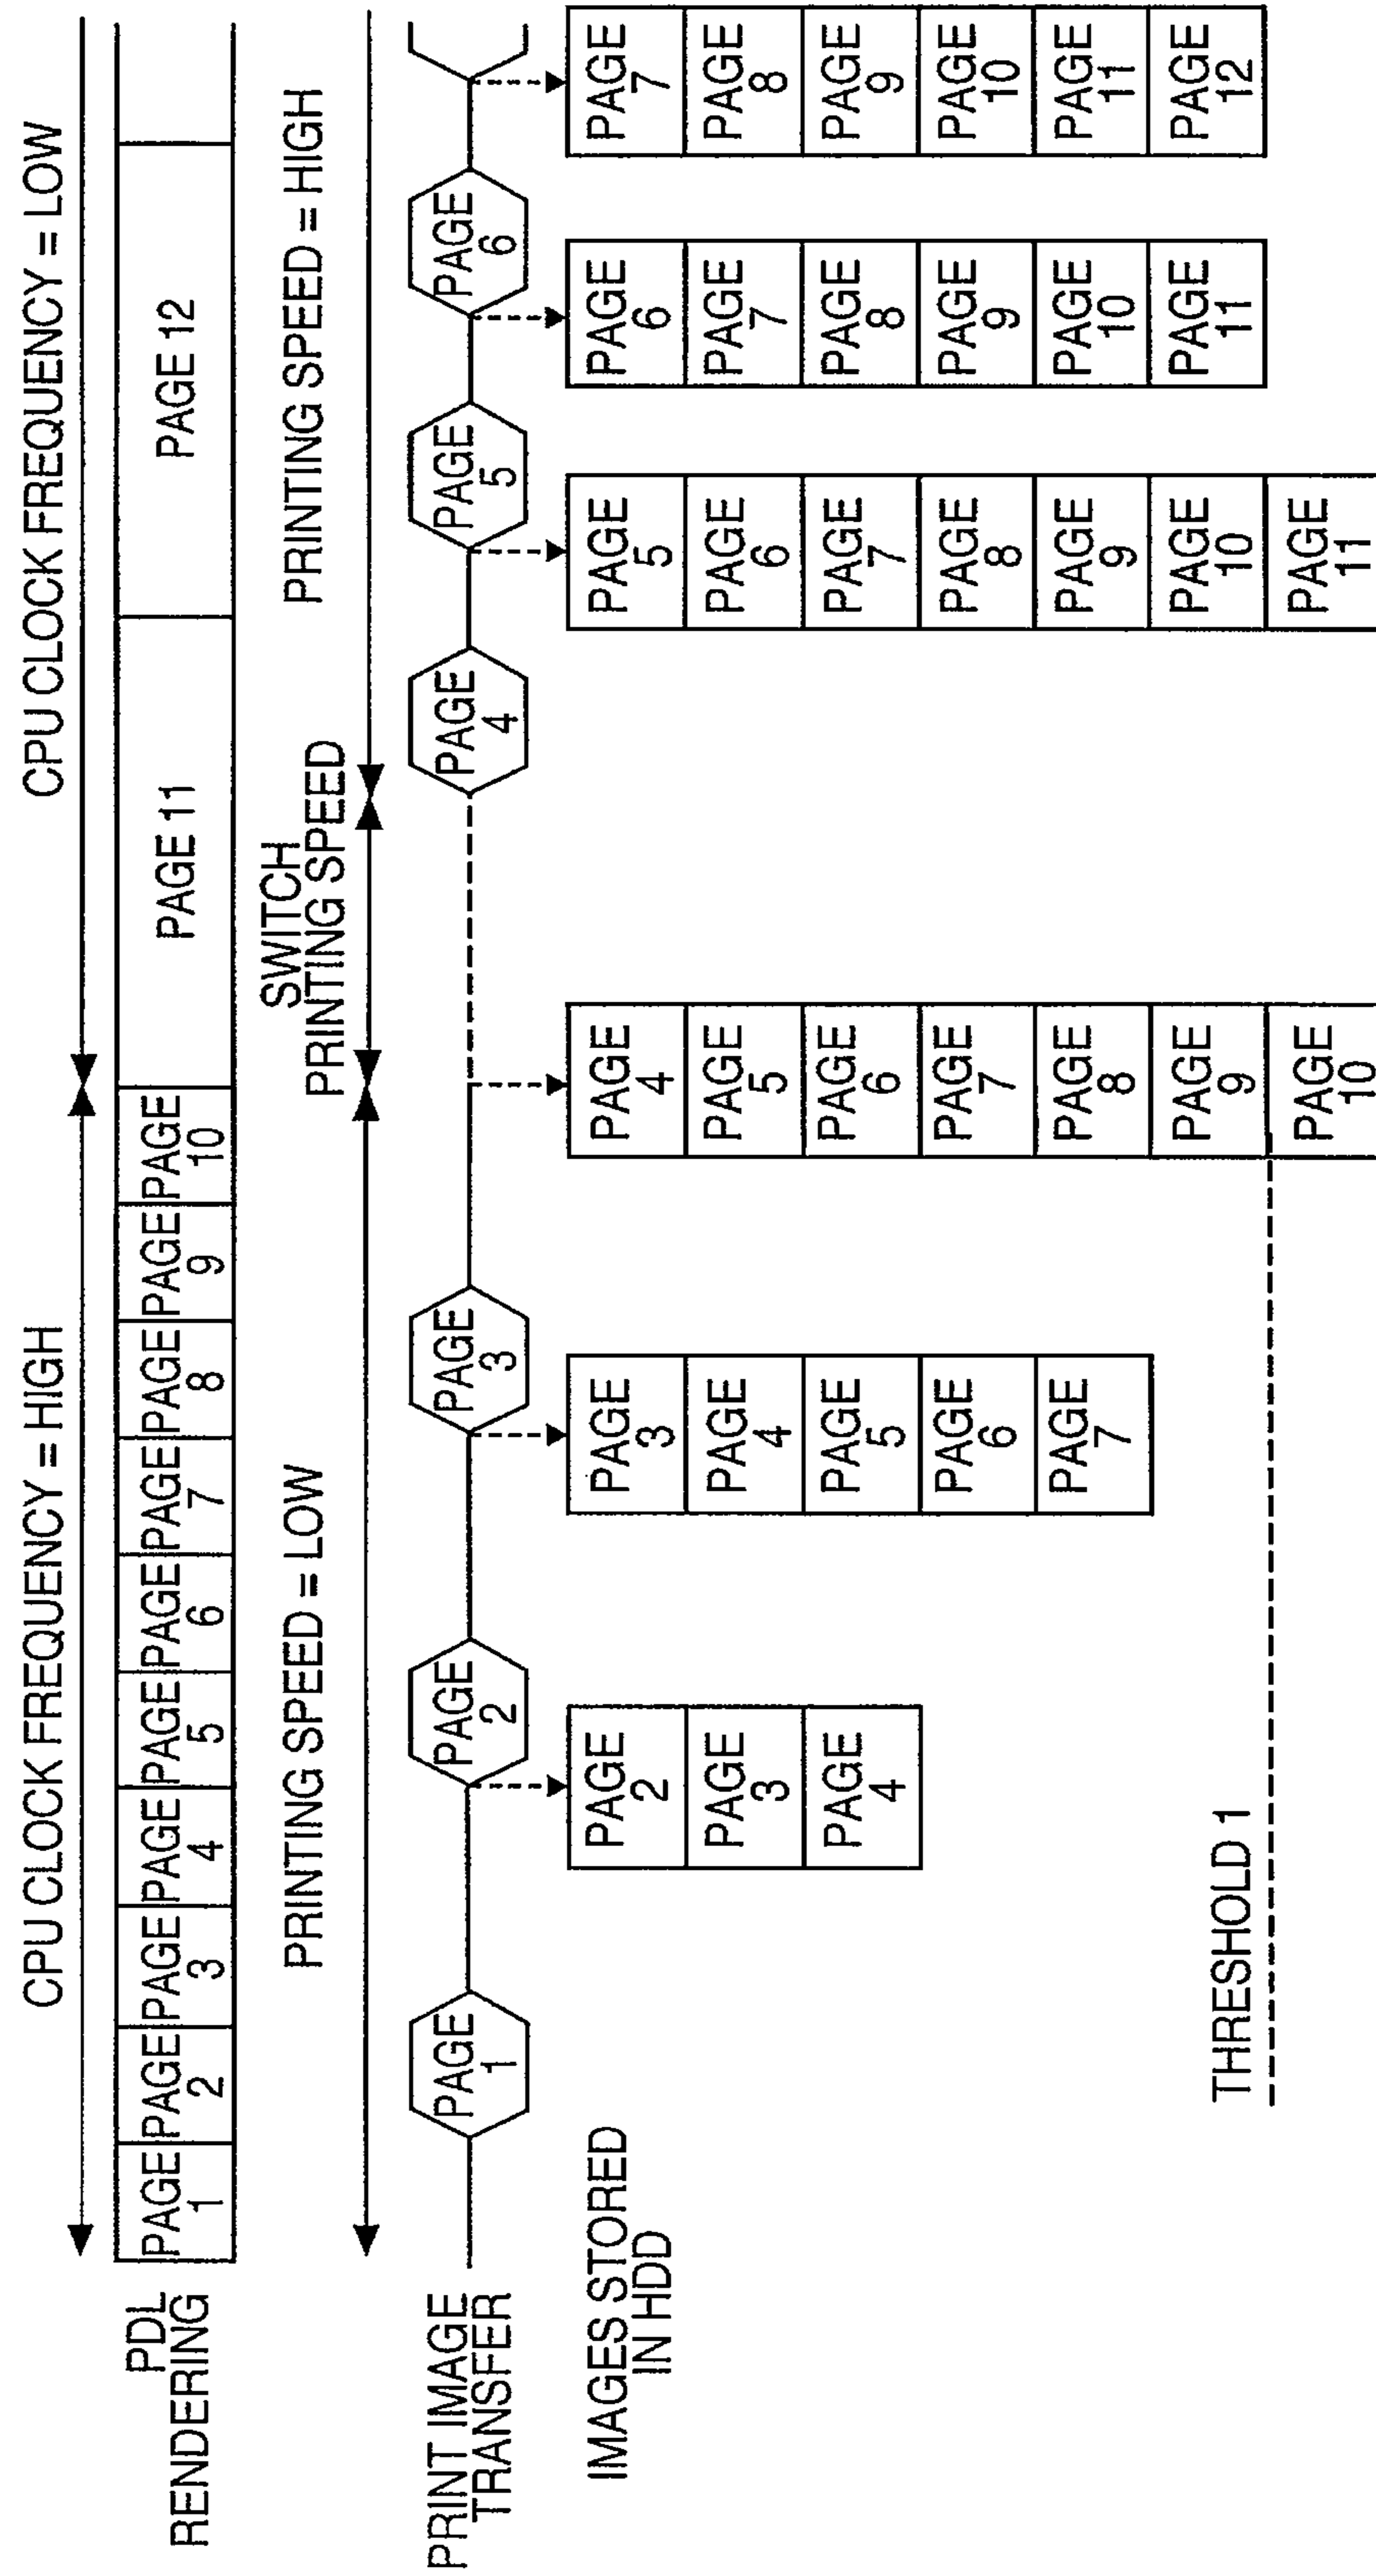 CPU CLOCK FREQUENCY = HIGH
CPU CLOCK FREQUENCY = LOW
PDL
RENDERING
PAGE
1
PAGE
2
PAGE
3
PAGE
4
PAGE
5
PAGE
6
PAGE
7
PAGE
8
PAGE
9
PAGE
10
PAGE 11
PAGE 12
PRINTING SPEED = LOW
SWITCH
PRINTING SPEED
PRINTING SPEED = HIGH
PRINT IMAGE
TRANSFER
PAGE
1
PAGE
2
PAGE
3
PAGE
4
PAGE
5
PAGE
6
IMAGES STORED
IN HDD
PAGE
2
PAGE
3
PAGE
4
PAGE
3
PAGE
4
PAGE
5
PAGE
6
PAGE
7
PAGE
4
PAGE
5
PAGE
6
PAGE
7
PAGE
8
PAGE
9
PAGE
10
PAGE
5
PAGE
6
PAGE
7
PAGE
8
PAGE
9
PAGE
10
PAGE
11
PAGE
6
PAGE
7
PAGE
8
PAGE
9
PAGE
10
PAGE
11
PAGE
7
PAGE
8
PAGE
9
PAGE
10
PAGE
11
PAGE
12
THRESHOLD 1